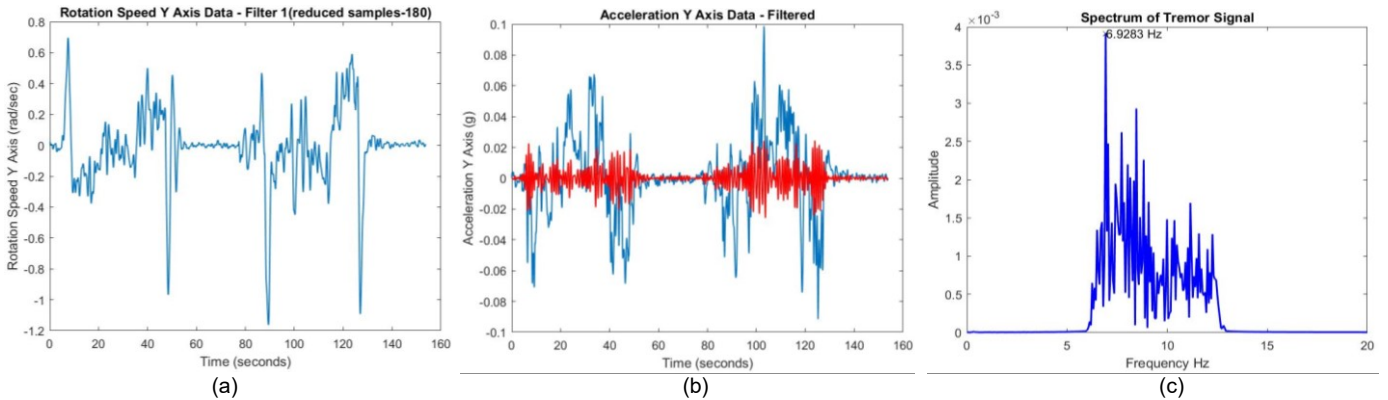 Rotation Speed Y Axis Data - Filter 1(reduced samples-180)
0.8
0.6
0.4
0.2
0
-0.2
-0.4
-0.6
-0.8
-1
-1.2
Rotation Speed Y Axis (rad/sec)
0 20 40 60 80 100 120 140 160
Time (seconds)
(a)
Acceleration Y Axis Data - Filtered
0.1
0.08
0.06
0.04
0.02
0
-0.02
-0.04
-0.06
-0.08
-0.1
Acceleration Y Axis (g)
0 20 40 60 80 100 120 140 160
Time (seconds)
(b)
Spectrum of Tremor Signal
×10⁻³
6.9283 Hz
4
3.5
3
2.5
2
1.5
1
0.5
0
Amplitude
0 5 10 15 20
Frequency Hz
(c)